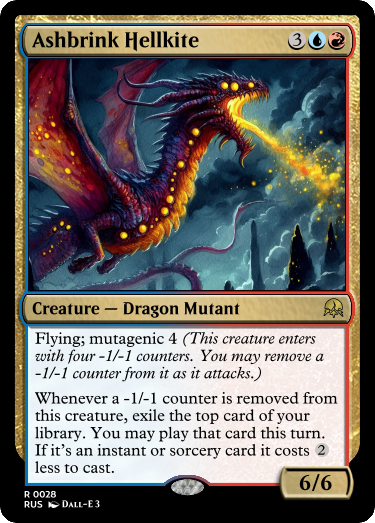 Ashbrink Hellkite 3
Creature — Dragon Mutant
Flying; mutagenic 4 (This creature enters
with four -1/-1 counters. You may remove a
-1/-1 counter from it as it attacks.)
Whenever a -1/-1 counter is removed from
this creature, exile the top card of your
library. You may play that card this turn.
If it's an instant or sorcery card it costs 2
less to cast.
6/6
R 0028
RUS DALL-E 3